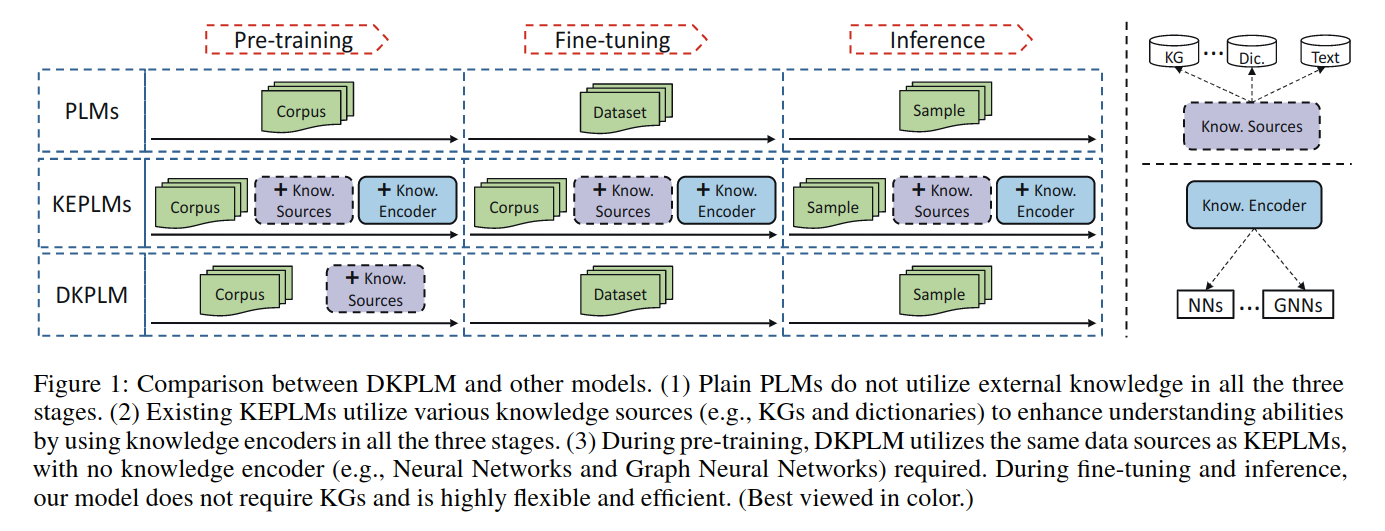 Pre-training
Fine-tuning
Inference
PLMs
Corpus
Dataset
Sample
KEPLMs
Corpus
+ Know.
Sources
+ Know.
Encoder
Corpus
+ Know.
Sources
+ Know.
Encoder
Sample
+ Know.
Sources
+ Know.
Encoder
DKPLM
Corpus
+ Know.
Sources
Dataset
Sample
KG
...
Dic.
Text
Know. Sources
Know. Encoder
NNs
...
GNNs
Figure 1: Comparison between DKPLM and other models. (1) Plain PLMs do not utilize external knowledge in all the three
stages. (2) Existing KEPLMs utilize various knowledge sources (e.g., KGs and dictionaries) to enhance understanding abilities
by using knowledge encoders in all the three stages. (3) During pre-training, DKPLM utilizes the same data sources as KEPLMs,
with no knowledge encoder (e.g., Neural Networks and Graph Neural Networks) required. During fine-tuning and inference,
our model does not require KGs and is highly flexible and efficient. (Best viewed in color.)